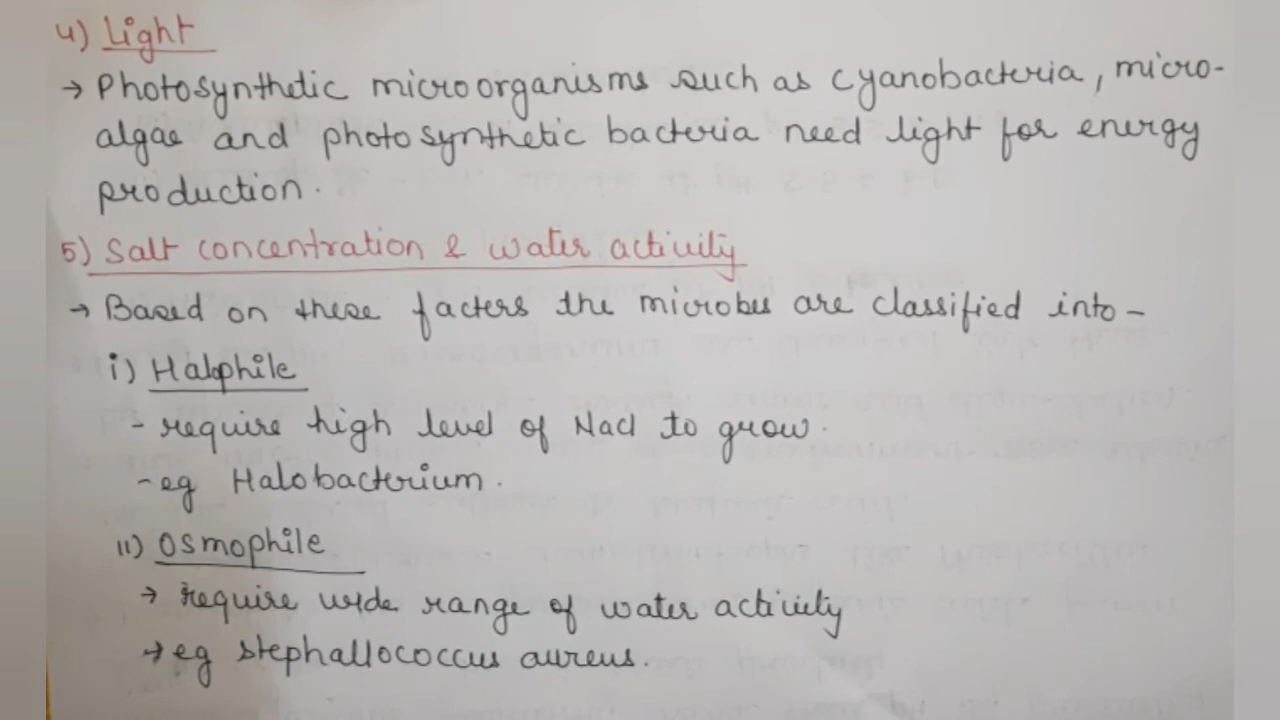 4) Light
→ Photosynthetic microorganisms such as cyanobacteria, micro-
algae and photosynthetic bacteria need light for energy
production.
5) Salt concentration & water activity
→ Based on these factors the microbes are classified into -
i) Halophile
- require high level of Nacl to grow.
- eg Halobacterium.
ii) Osmophile
→ require wide range of water activity
→ eg stephallococcus aureus.